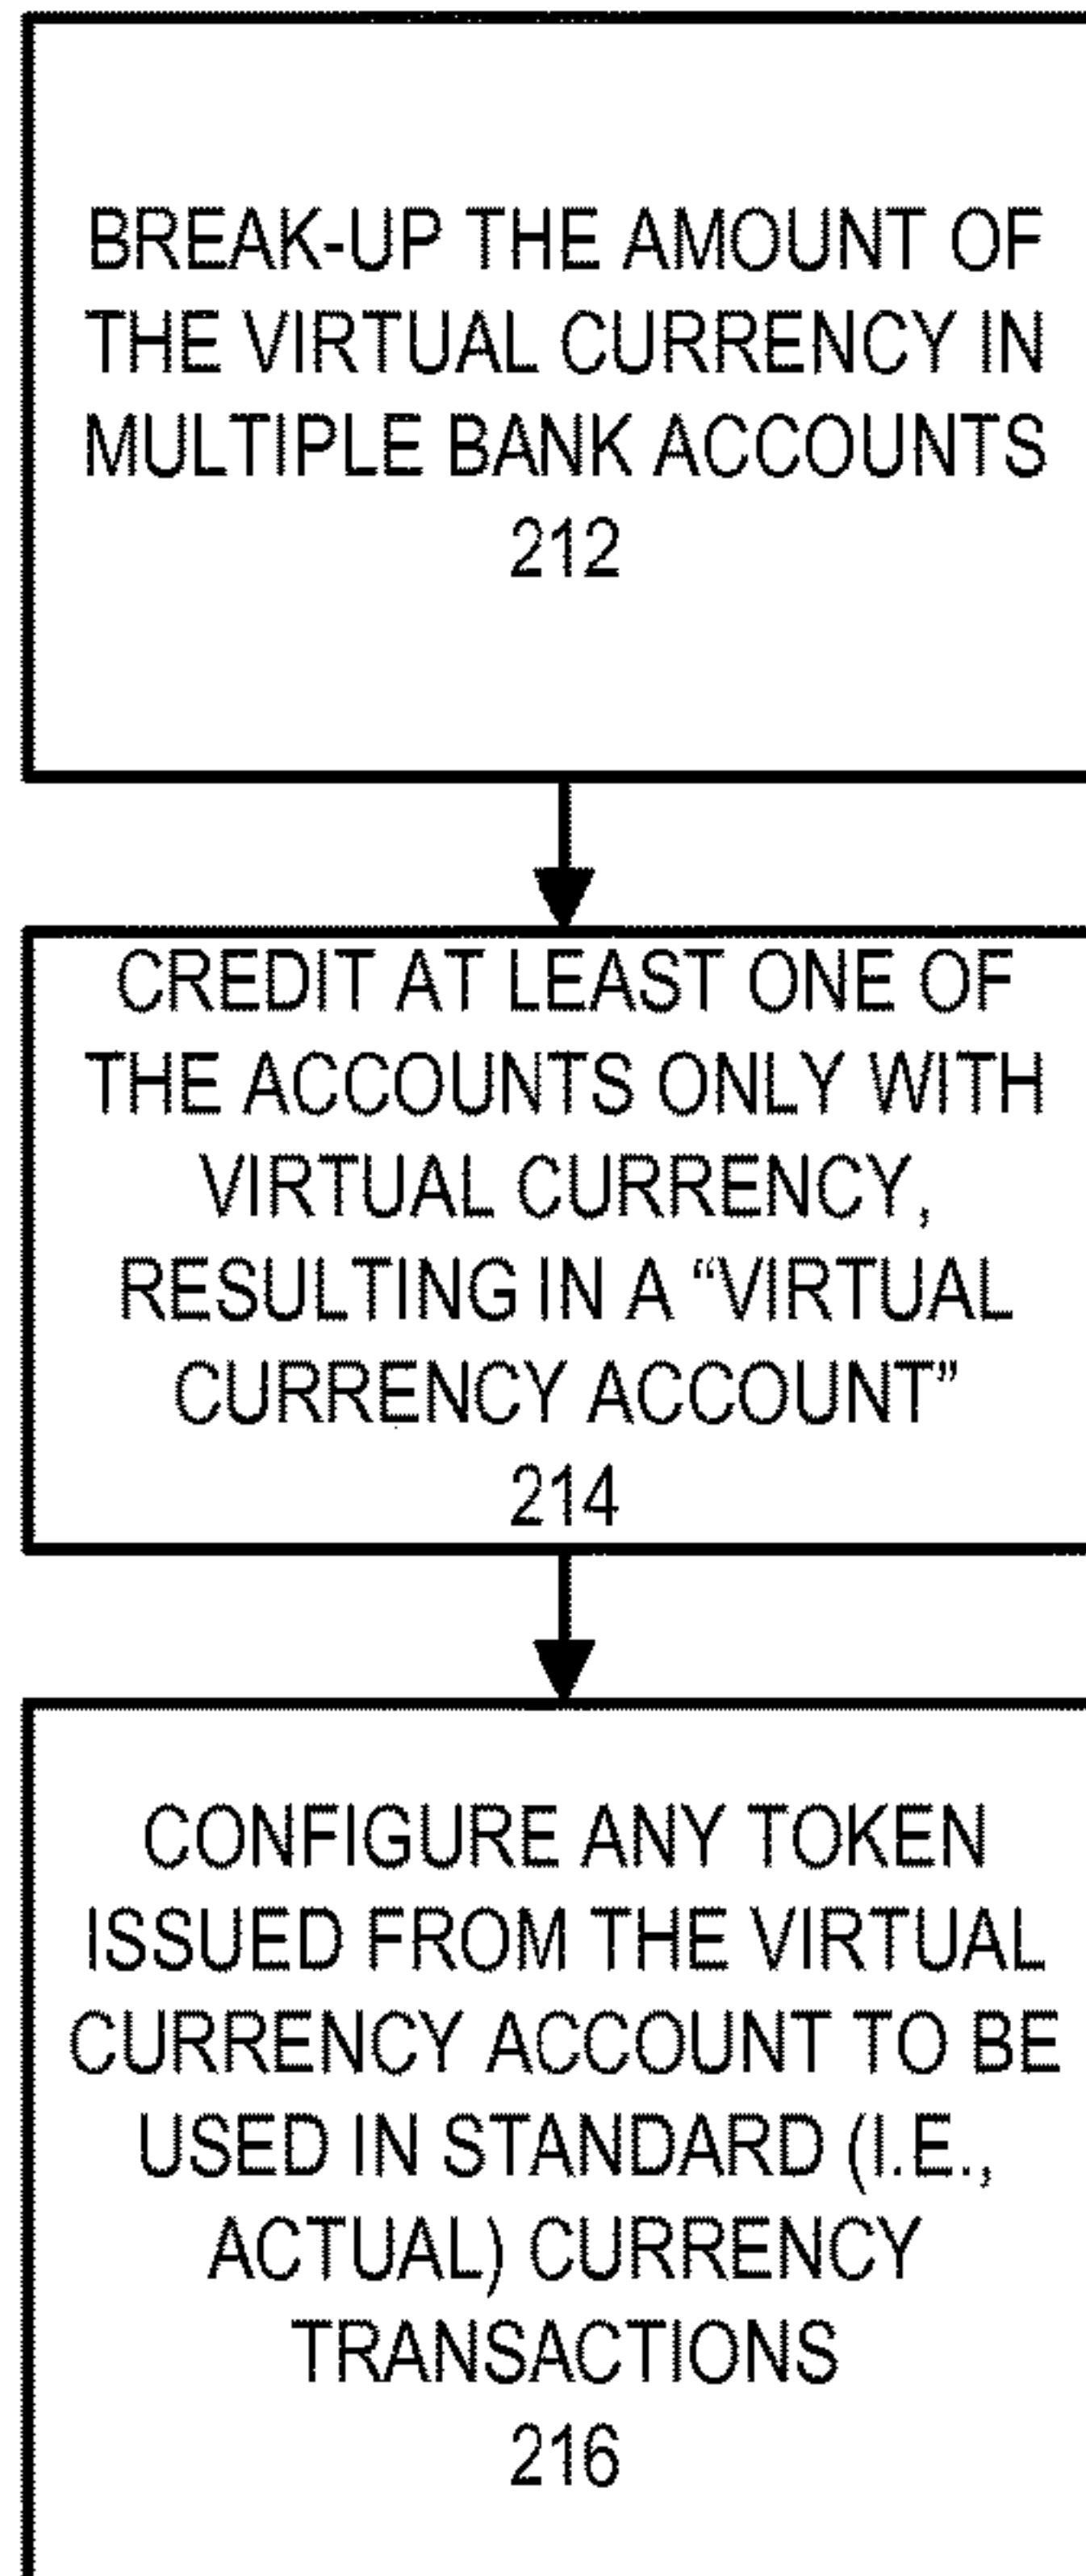 BREAK-UP THE AMOUNT OF
THE VIRTUAL CURRENCY IN
MULTIPLE BANK ACCOUNTS
212
CREDIT AT LEAST ONE OF
THE ACCOUNTS ONLY WITH
VIRTUAL CURRENCY,
RESULTING IN A “VIRTUAL
CURRENCY ACCOUNT”
214
CONFIGURE ANY TOKEN
ISSUED FROM THE VIRTUAL
CURRENCY ACCOUNT TO BE
USED IN STANDARD (I.E.,
ACTUAL) CURRENCY
TRANSACTIONS
216